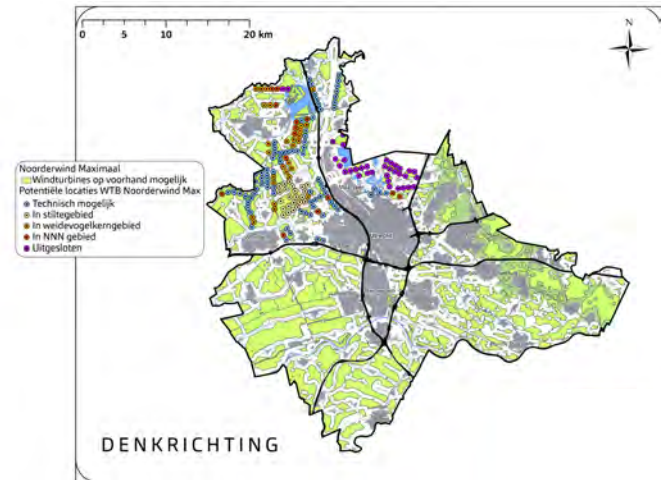 0 10 20 km
N
Noorderwind Maximaal
Windturbines op voorhand mogelijk
Potentiële locaties WTB Noorderwind Max
Technisch mogelijk
In stiltegebied
In weidevogelkerngebied
In NNN gebied
Uitgesloten
DENKRICHTING